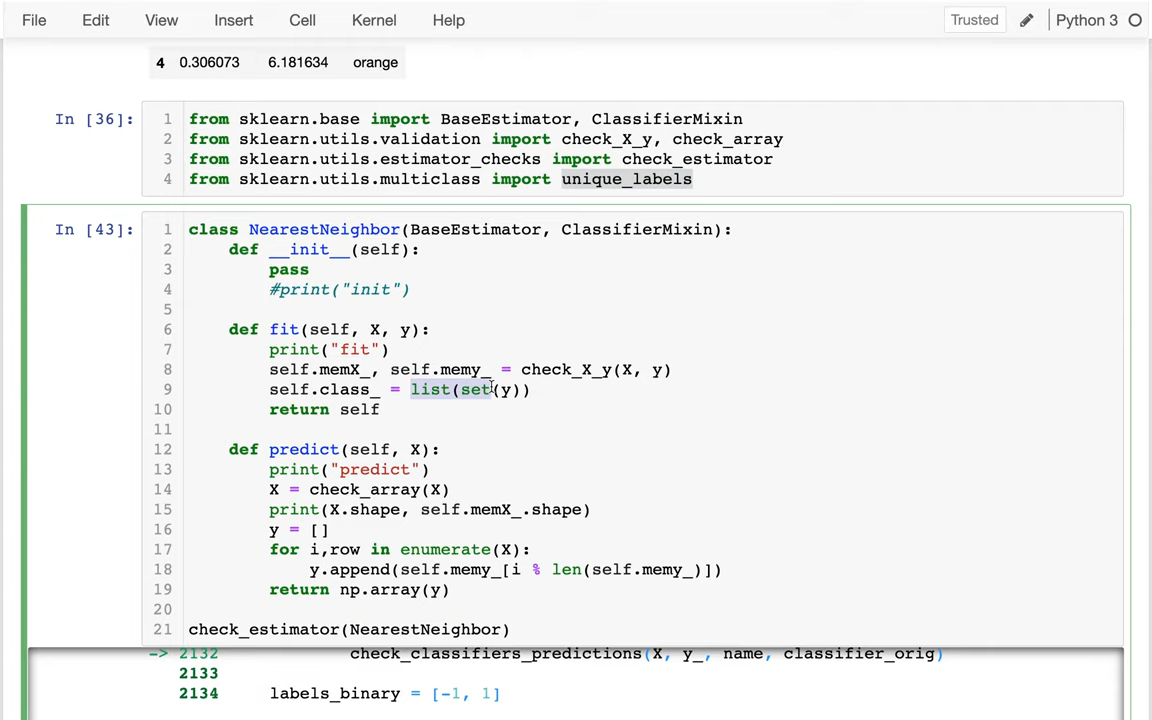 File Edit View Insert Cell Kernel Help Trusted Python 3
4 0.306073 6.181634 orange
In [36]: 1 from sklearn.base import BaseEstimator, ClassifierMixin
2 from sklearn.utils.validation import check_X_y, check_array
3 from sklearn.utils.estimator_checks import check_estimator
4 from sklearn.utils.multiclass import unique_labels
In [43]: 1 class NearestNeighbor(BaseEstimator, ClassifierMixin):
2     def __init__(self):
3         pass
4         #print("init")
5
6     def fit(self, X, y):
7         print("fit")
8         self.memX_, self.memy_ = check_X_y(X, y)
9         self.class_ = list(set(y))
10         return self
11
12     def predict(self, X):
13         print("predict")
14         X = check_array(X)
15         print(X.shape, self.memX_.shape)
16         y = []
17         for i,row in enumerate(X):
18             y.append(self.memy_[i % len(self.memy_)])
19         return np.array(y)
20
21 check_estimator(NearestNeighbor)
-> 2132         check_classifiers_predictions(X, y_, name, classifier_orig)
2133
2134     labels_binary = [-1, 1]